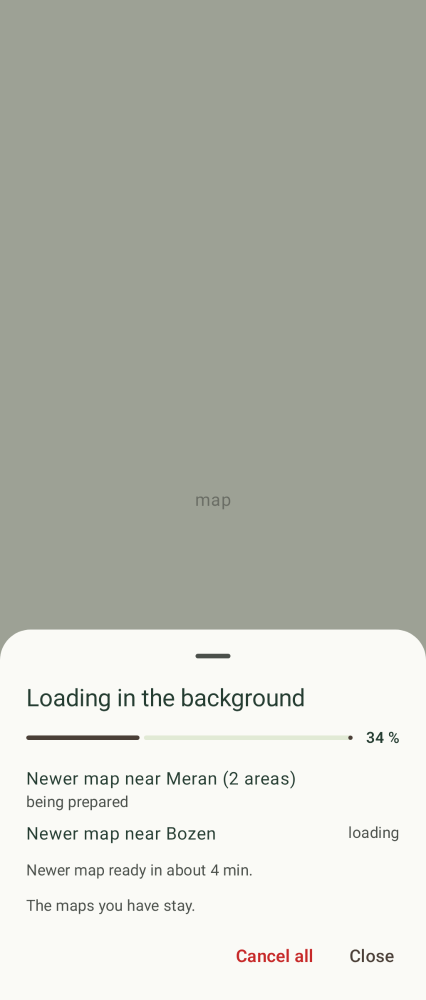 map
Loading in the background
34 %
Newer map near Meran (2 areas)
being prepared
Newer map near Bozen
loading
Newer map ready in about 4 min.
The maps you have stay.
Cancel all
Close